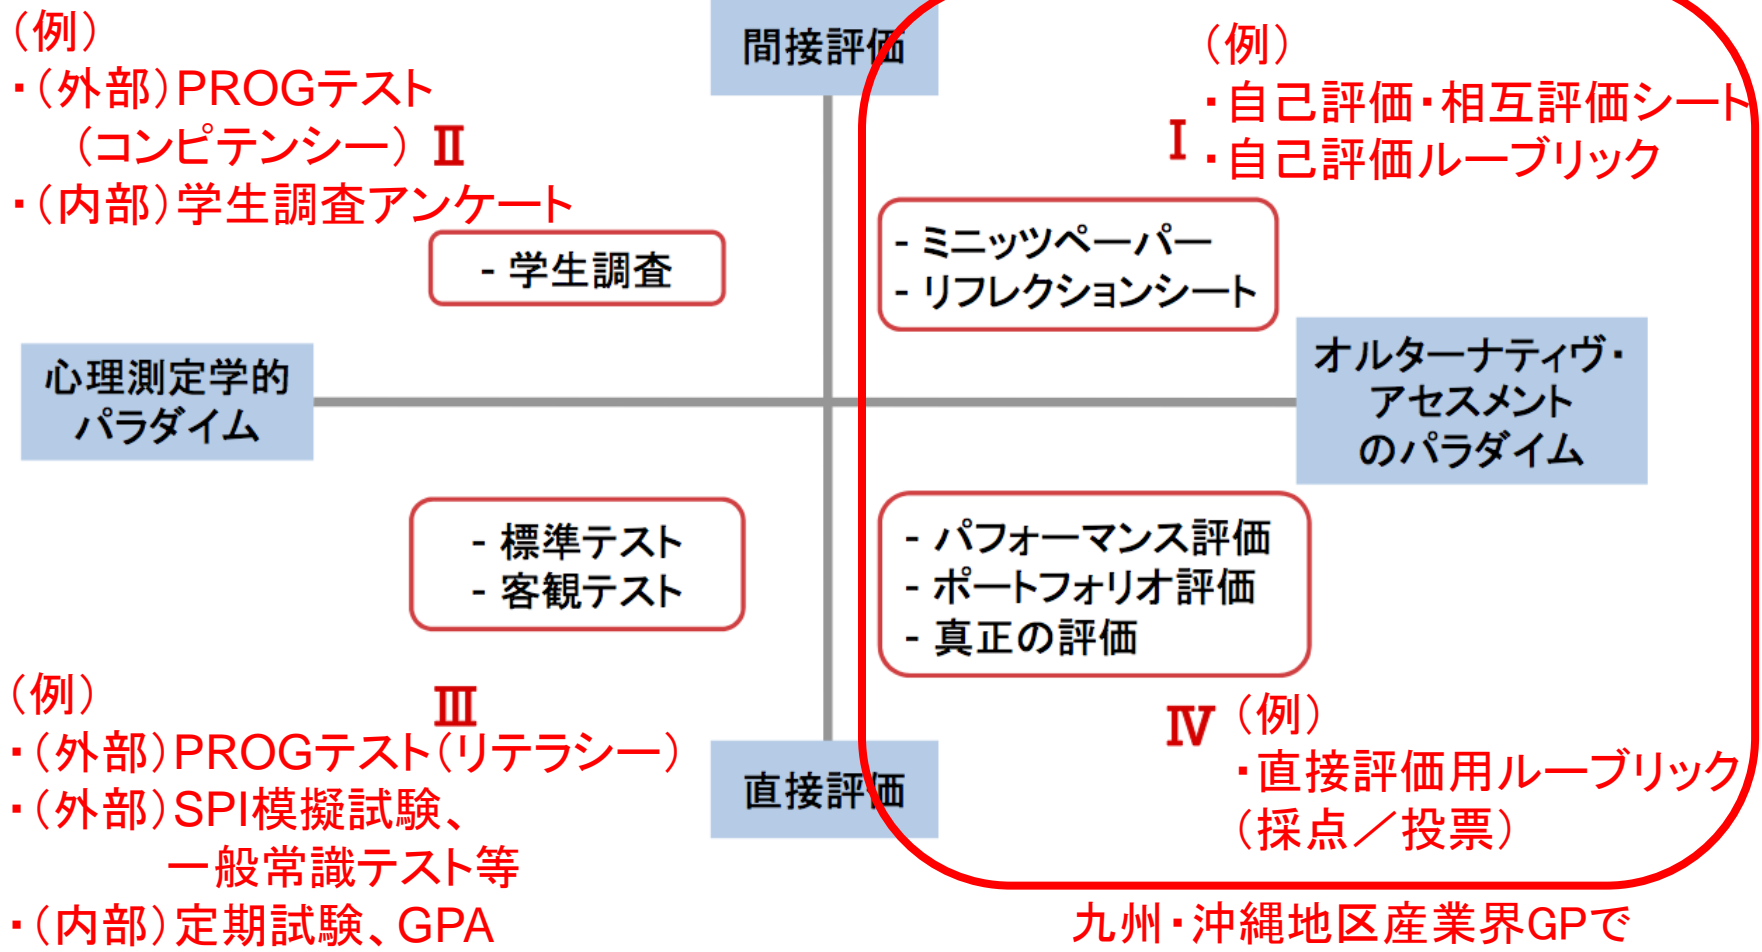 (例)
・(外部)PROGテスト
(コンピテンシー) Ⅱ
・(内部)学生調査アンケート
- 学生調査
間接評価
(例)
・自己評価・相互評価シート
Ⅰ ・自己評価ルーブリック
- ミニッツペーパー
- リフレクションシート
心理測定学的
パラダイム
オルターナティヴ・
アセスメント
のパラダイム
- 標準テスト
- 客観テスト
- パフォーマンス評価
- ポートフォリオ評価
- 真正の評価
(例)
Ⅲ
・(外部)PROGテスト(リテラシー)
・(外部)SPI模擬試験、
一般常識テスト等
・(内部)定期試験、GPA
直接評価
Ⅳ (例)
・直接評価用ルーブリック
(採点/投票)
九州・沖縄地区産業界GPで